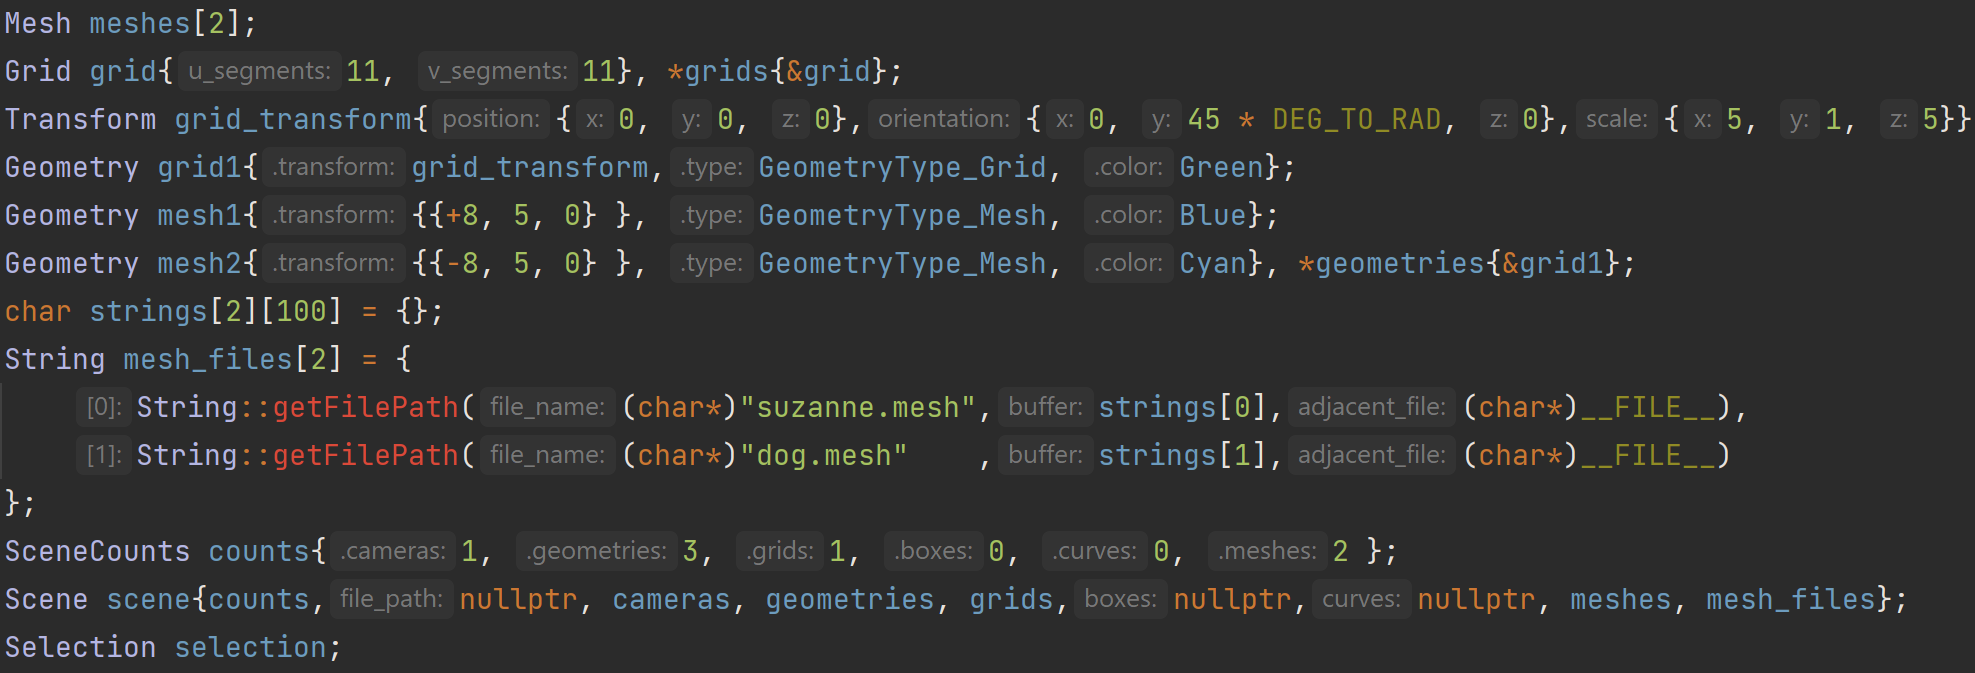 Mesh meshes[2];
Grid grid{ u_segments: 11, v_segments: 11}, *grids{&grid};
Transform grid_transform{ position: { x: 0, y: 0, z: 0}, orientation: { x: 0, y: 45 * DEG_TO_RAD, z: 0}, scale: { x: 5, y: 1, z: 5}}
Geometry grid1{ .transform: grid_transform, .type: GeometryType_Grid, .color: Green};
Geometry mesh1{ .transform: {{+8, 5, 0} }, .type: GeometryType_Mesh, .color: Blue};
Geometry mesh2{ .transform: {{-8, 5, 0} }, .type: GeometryType_Mesh, .color: Cyan}, *geometries{&grid1};
char strings[2][100] = {};
String mesh_files[2] = {
[0]: String::getFilePath( file_name: (char*)"suzanne.mesh", buffer: strings[0], adjacent_file: (char*)__FILE__),
[1]: String::getFilePath( file_name: (char*)"dog.mesh"    , buffer: strings[1], adjacent_file: (char*)__FILE__)
};
SceneCounts counts{ .cameras: 1, .geometries: 3, .grids: 1, .boxes: 0, .curves: 0, .meshes: 2 };
Scene scene{counts, file_path: nullptr, cameras, geometries, grids, boxes: nullptr, curves: nullptr, meshes, mesh_files};
Selection selection;